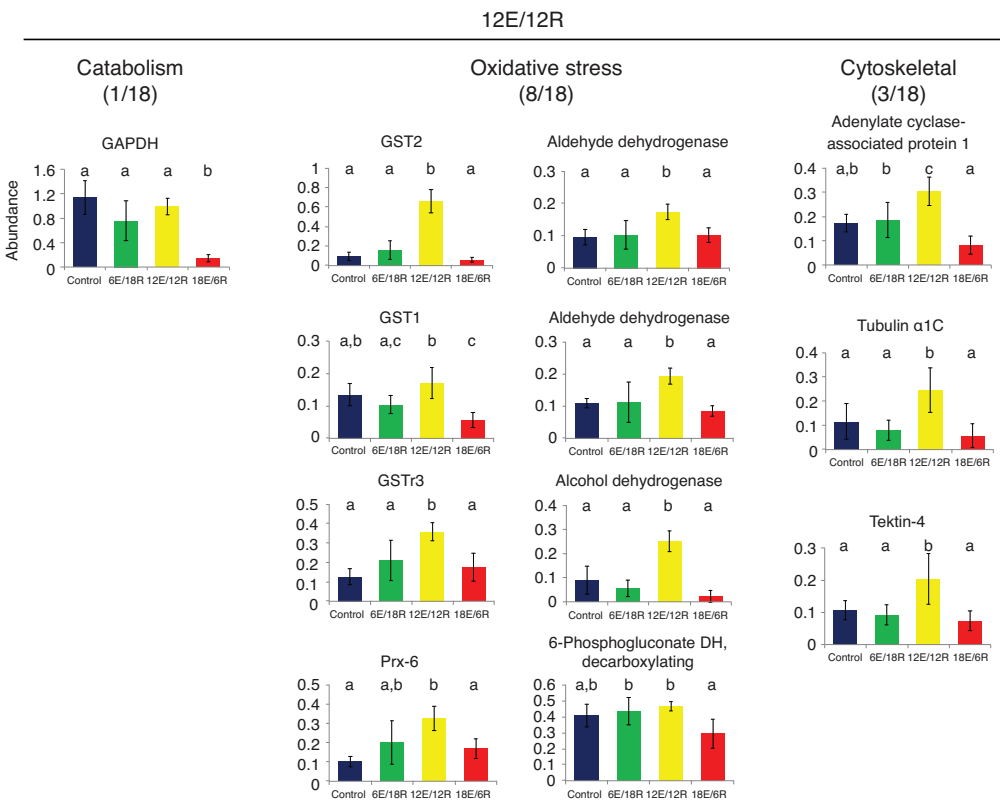 12E/12R
Catabolism
(1/18)
GAPDH
Abundance
1.6
1.2
0.8
0.4
0
a a a b
Control 6E/18R 12E/12R 18E/6R
Oxidative stress
(8/18)
GST2
1
0.8
0.6
0.4
0.2
0
a a b a
Control 6E/18R 12E/12R 18E/6R
GST1
0.3
0.2
0.1
0
a,b a,c b c
Control 6E/18R 12E/12R 18E/6R
GSTr3
0.5
0.4
0.3
0.2
0.1
0
a a b a
Control 6E/18R 12E/12R 18E/6R
Prx-6
0.5
0.4
0.3
0.2
0.1
0
a a,b b a
Control 6E/18R 12E/12R 18E/6R
Aldehyde dehydrogenase
0.3
0.2
0.1
0
a a b a
Control 6E/18R 12E/12R 18E/6R
Aldehyde dehydrogenase
0.3
0.2
0.1
0
a a b a
Control 6E/18R 12E/12R 18E/6R
Alcohol dehydrogenase
0.4
0.3
0.2
0.1
0
a a b a
Control 6E/18R 12E/12R 18E/6R
6-Phosphogluconate DH,
decarboxylating
0.6
0.5
0.4
0.3
0.2
0.1
0
a,b b b a
Control 6E/18R 12E/12R 18E/6R
Cytoskeletal
(3/18)
Adenylate cyclase-
associated protein 1
0.4
0.3
0.2
0.1
0
a,b b c a
Control 6E/18R 12E/12R 18E/6R
Tubulin α1C
0.4
0.3
0.2
0.1
0
a a b a
Control 6E/18R 12E/12R 18E/6R
Tektin-4
0.3
0.2
0.1
0
a a b a
Control 6E/18R 12E/12R 18E/6R